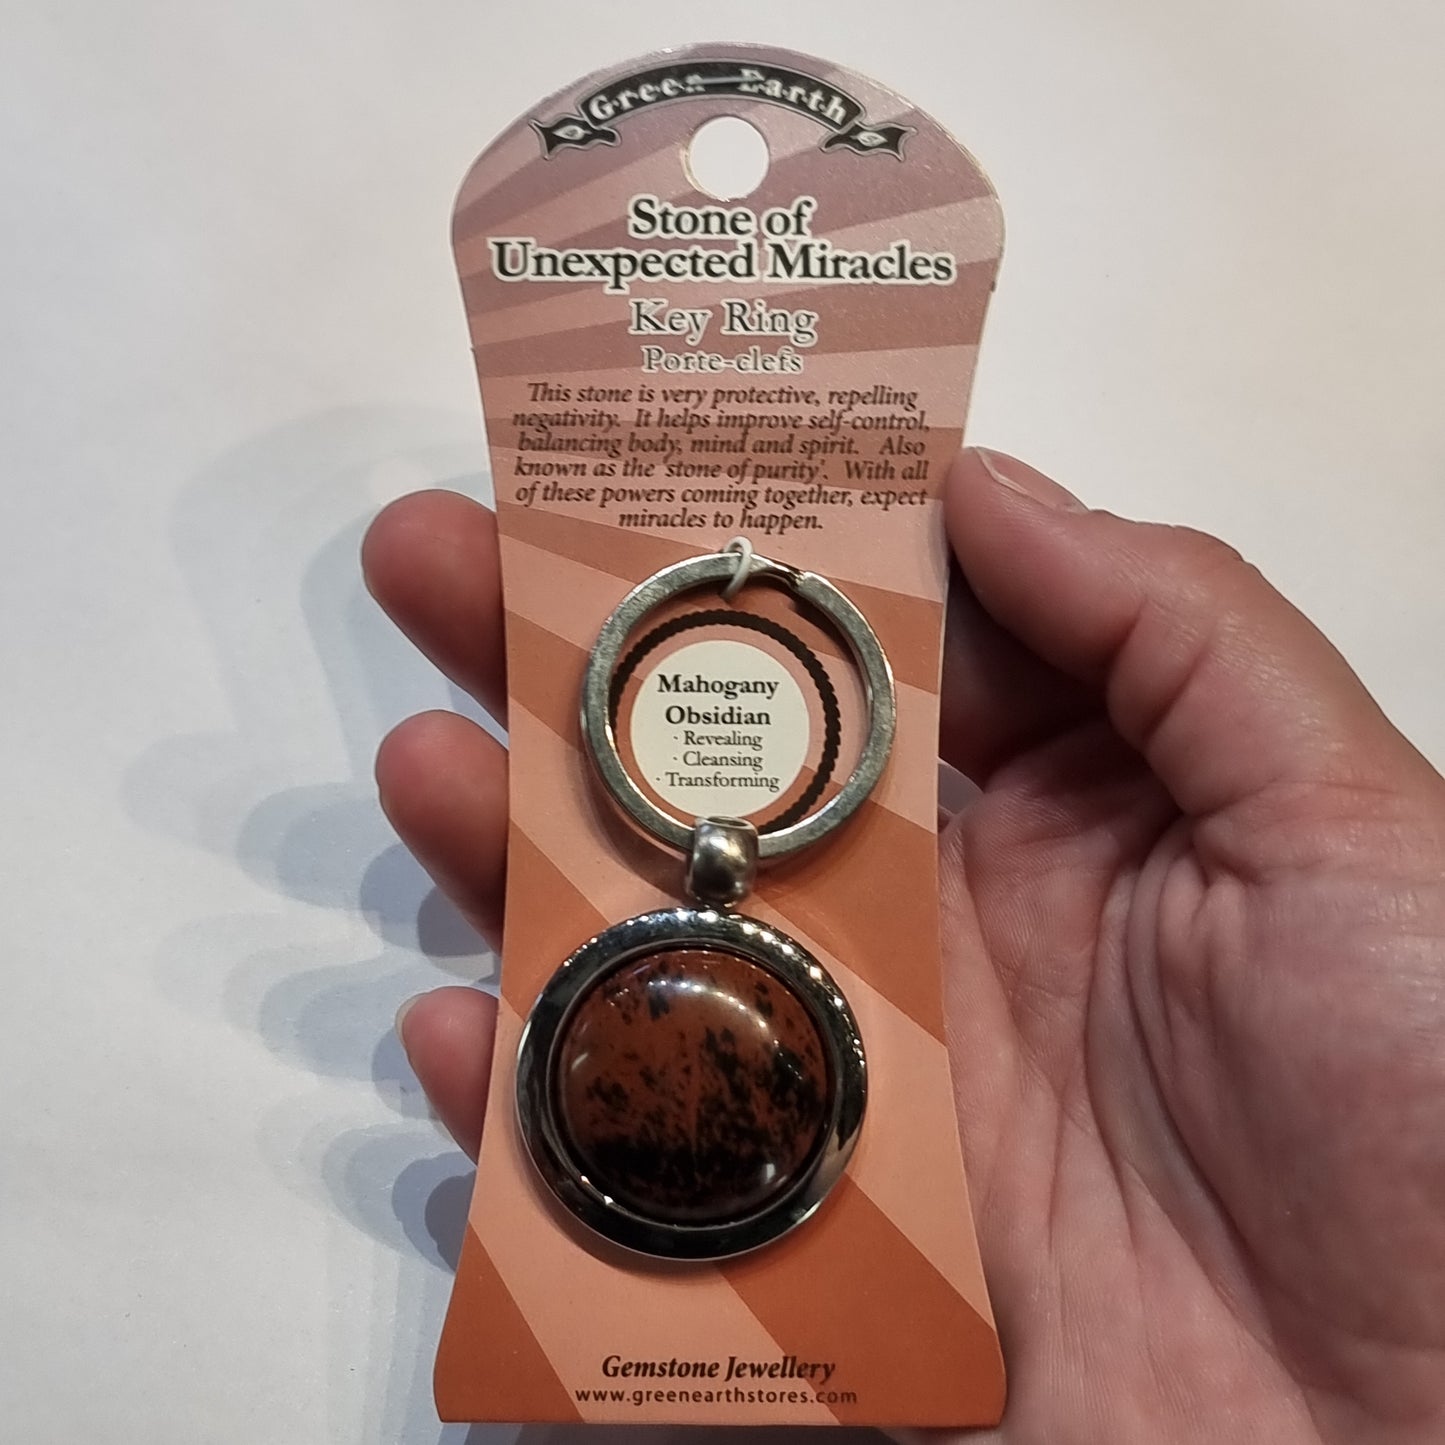 Green Earth
Stone of
Unexpected Miracles
Key Ring
Porte-clefs
This stone is very protective, repelling
negativity. It helps improve self-control,
balancing body, mind and spirit. Also
known as the 'stone of purity'. With all
of these powers coming together, expect
miracles to happen.
Mahogany
Obsidian
· Revealing
· Cleansing
· Transforming
Gemstone Jewellery
www.greenearthstores.com